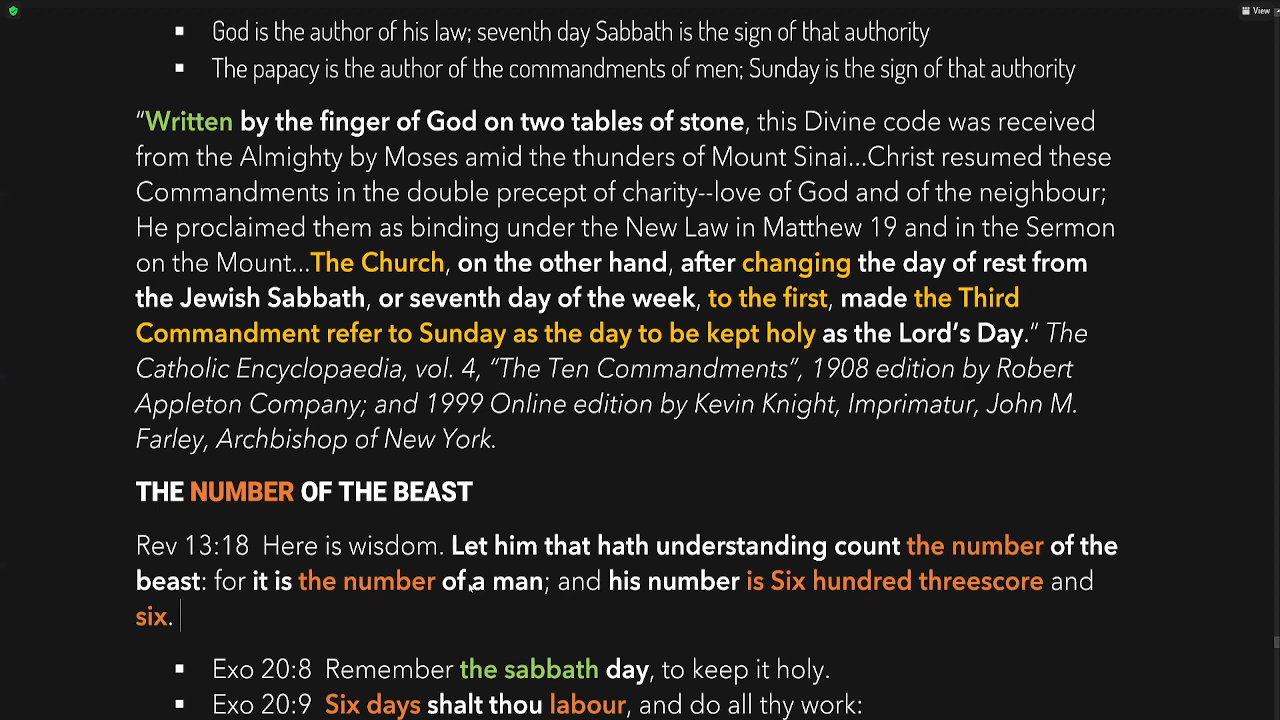 View
▪ God is the author of his law; seventh day Sabbath is the sign of that authority
▪ The papacy is the author of the commandments of men; Sunday is the sign of that authority
“Written by the finger of God on two tables of stone, this Divine code was received
from the Almighty by Moses amid the thunders of Mount Sinai...Christ resumed these
Commandments in the double precept of charity--love of God and of the neighbour;
He proclaimed them as binding under the New Law in Matthew 19 and in the Sermon
on the Mount...The Church, on the other hand, after changing the day of rest from
the Jewish Sabbath, or seventh day of the week, to the first, made the Third
Commandment refer to Sunday as the day to be kept holy as the Lord’s Day.” The
Catholic Encyclopaedia, vol. 4, “The Ten Commandments”, 1908 edition by Robert
Appleton Company; and 1999 Online edition by Kevin Knight, Imprimatur, John M.
Farley, Archbishop of New York.
THE NUMBER OF THE BEAST
Rev 13:18 Here is wisdom. Let him that hath understanding count the number of the
beast: for it is the number of a man; and his number is Six hundred threescore and
six.
▪ Exo 20:8 Remember the sabbath day, to keep it holy.
▪ Exo 20:9 Six days shalt thou labour, and do all thy work: